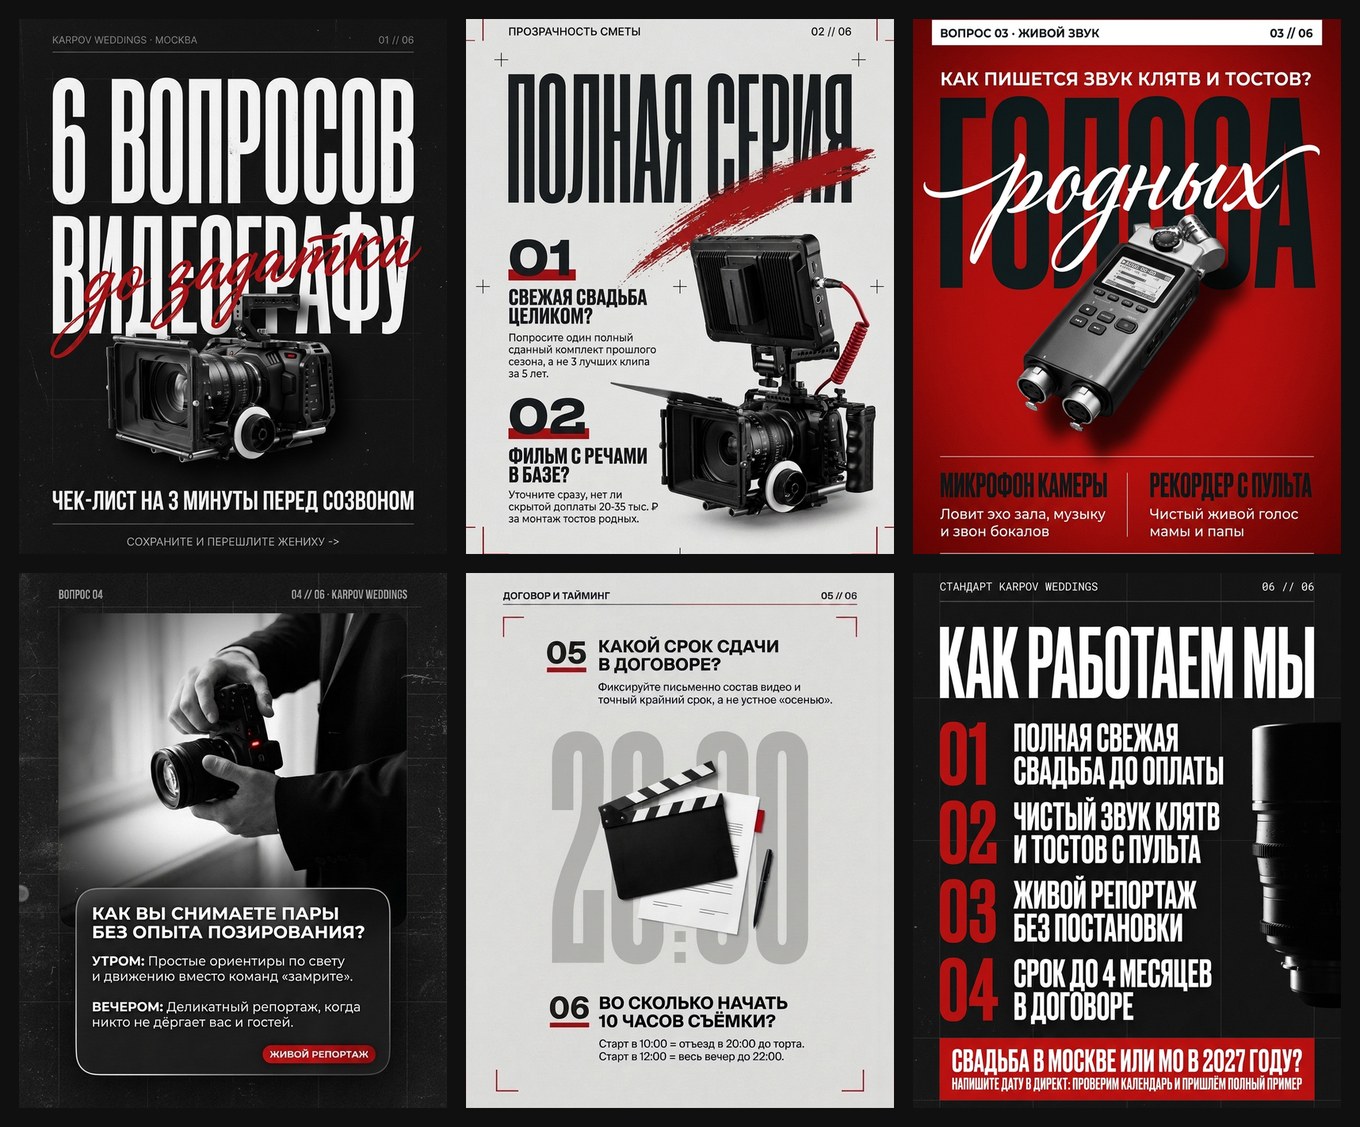 KARPOV WEDDINGS · МОСКВА
01 // 06
6 ВОПРОСОВ
ВИДЕОГРАФУ
до задатка
ЧЕК-ЛИСТ НА 3 МИНУТЫ ПЕРЕД СОЗВОНОМ
СОХРАНИТЕ И ПЕРЕШЛИТЕ ЖЕНИХУ ->
ПРОЗРАЧНОСТЬ СМЕТЫ
02 // 06
ПОЛНАЯ СЕРИЯ
01
СВЕЖАЯ СВАДЬБА
ЦЕЛИКОМ?
Попросите один полный
сданный комплект прошлого
сезона, а не 3 лучших клипа
за 5 лет.
02
ФИЛЬМ С РЕЧАМИ
В БАЗЕ?
Уточните сразу, нет ли
скрытой доплаты 20-35 тыс. ₽
за монтаж тостов родных.
ВОПРОС 03 · ЖИВОЙ ЗВУК
03 // 06
КАК ПИШЕТСЯ ЗВУК КЛЯТВ И ТОСТОВ?
ГОЛОСА
родных
МИКРОФОН КАМЕРЫ
Ловит эхо зала, музыку
и звон бокалов
РЕКОРДЕР С ПУЛЬТА
Чистый живой голос
мамы и папы
ВОПРОС 04
04 // 06 · KARPOV WEDDINGS
КАК ВЫ СНИМАЕТЕ ПАРЫ
БЕЗ ОПЫТА ПОЗИРОВАНИЯ?
УТРОМ: Простые ориентиры по свету
и движению вместо команд «замрите».
ВЕЧЕРОМ: Деликатный репортаж, когда
никто не дёргает вас и гостей.
ЖИВОЙ РЕПОРТАЖ
ДОГОВОР И ТАЙМИНГ
05 // 06
05
КАКОЙ СРОК СДАЧИ
В ДОГОВОРЕ?
Фиксируйте письменно состав видео и
точный крайний срок, а не устное «осенью».
06
ВО СКОЛЬКО НАЧАТЬ
10 ЧАСОВ СЪЁМКИ?
Старт в 10:00 = отъезд в 20:00 до торта.
Старт в 12:00 = весь вечер до 22:00.
СТАНДАРТ KARPOV WEDDINGS
06 // 06
КАК РАБОТАЕМ МЫ
01
ПОЛНАЯ СВЕЖАЯ
СВАДЬБА ДО ОПЛАТЫ
02
ЧИСТЫЙ ЗВУК КЛЯТВ
И ТОСТОВ С ПУЛЬТА
03
ЖИВОЙ РЕПОРТАЖ
БЕЗ ПОСТАНОВКИ
04
СРОК ДО 4 МЕСЯЦЕВ
В ДОГОВОРЕ
СВАДЬБА В МОСКВЕ ИЛИ МО В 2027 ГОДУ?
НАПИШИТЕ ДАТУ В ДИРЕКТ: ПРОВЕРИМ КАЛЕНДАРЬ И ПРИШЛЁМ ПОЛНЫЙ ПРИМЕР